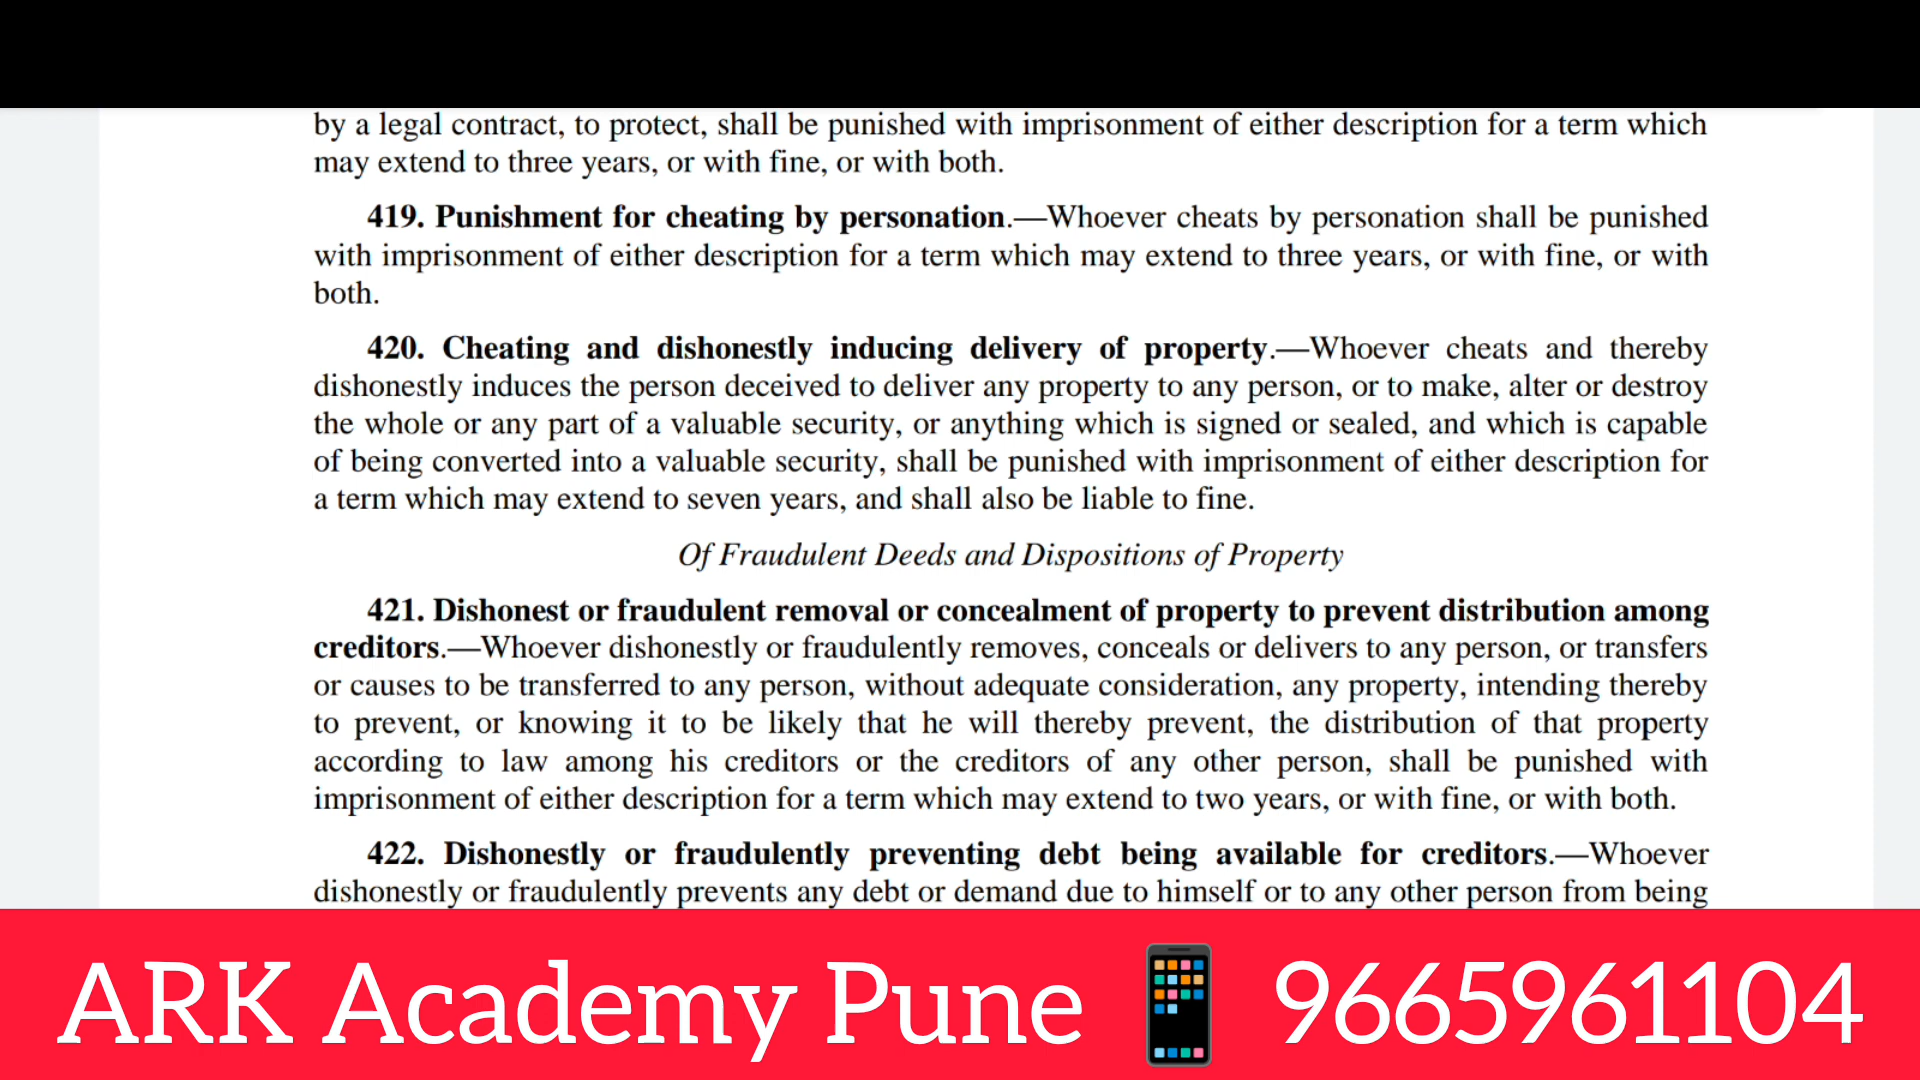 by a legal contract, to protect, shall be punished with imprisonment of either description for a term which
may extend to three years, or with fine, or with both.
419. Punishment for cheating by personation.—Whoever cheats by personation shall be punished
with imprisonment of either description for a term which may extend to three years, or with fine, or with
both.
420. Cheating and dishonestly inducing delivery of property.—Whoever cheats and thereby
dishonestly induces the person deceived to deliver any property to any person, or to make, alter or destroy
the whole or any part of a valuable security, or anything which is signed or sealed, and which is capable
of being converted into a valuable security, shall be punished with imprisonment of either description for
a term which may extend to seven years, and shall also be liable to fine.
Of Fraudulent Deeds and Dispositions of Property
421. Dishonest or fraudulent removal or concealment of property to prevent distribution among
creditors.—Whoever dishonestly or fraudulently removes, conceals or delivers to any person, or transfers
or causes to be transferred to any person, without adequate consideration, any property, intending thereby
to prevent, or knowing it to be likely that he will thereby prevent, the distribution of that property
according to law among his creditors or the creditors of any other person, shall be punished with
imprisonment of either description for a term which may extend to two years, or with fine, or with both.
422. Dishonestly or fraudulently preventing debt being available for creditors.—Whoever
dishonestly or fraudulently prevents any debt or demand due to himself or to any other person from being
ARK Academy Pune 📱 9665961104